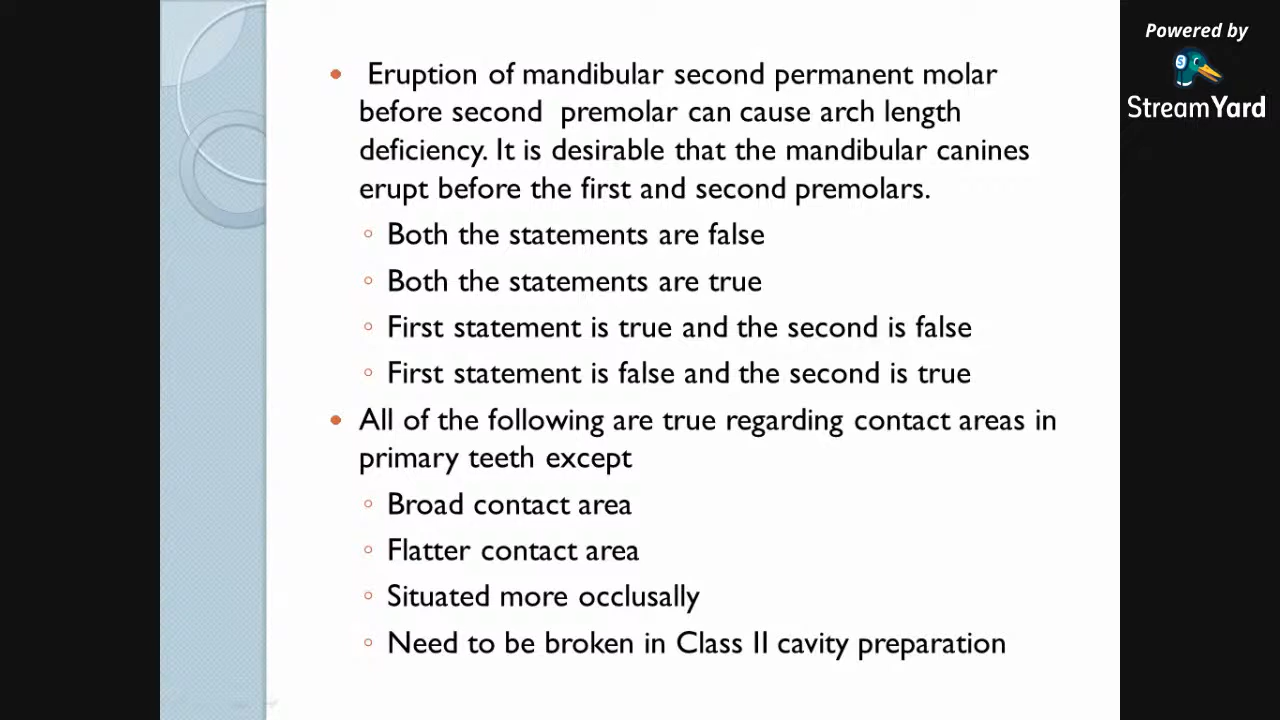 Powered by
StreamYard
Eruption of mandibular second permanent molar
before second premolar can cause arch length
deficiency. It is desirable that the mandibular canines
erupt before the first and second premolars.
Both the statements are false
Both the statements are true
First statement is true and the second is false
First statement is false and the second is true
All of the following are true regarding contact areas in
primary teeth except
Broad contact area
Flatter contact area
Situated more occlusally
Need to be broken in Class II cavity preparation